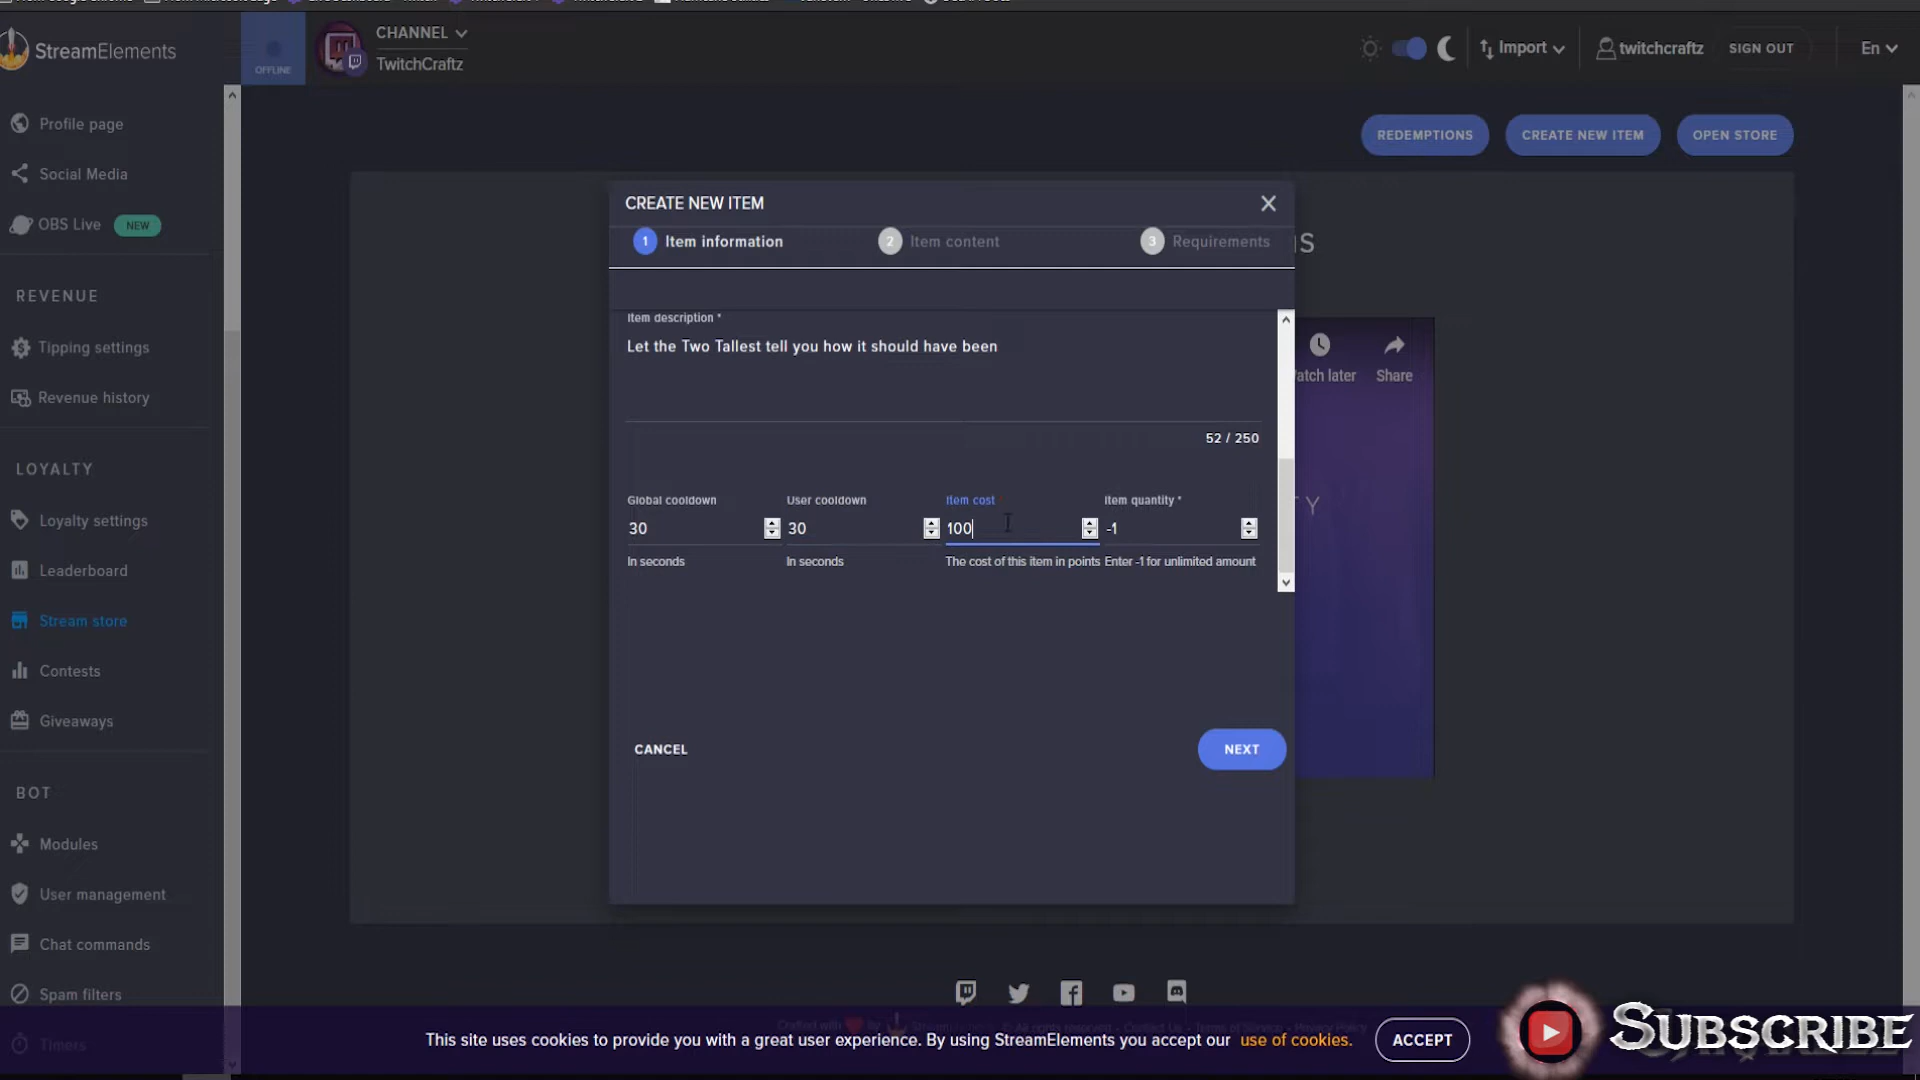 StreamElements
OFFLINE
CHANNEL
TwitchCraftz
Import
twitchcraftz
SIGN OUT
En
Profile page
Social Media
OBS Live NEW
REVENUE
Tipping settings
Revenue history
LOYALTY
Loyalty settings
Leaderboard
Stream store
Contests
Giveaways
BOT
Modules
User management
Chat commands
Spam filters
Timers
REDEMPTIONS
CREATE NEW ITEM
OPEN STORE
CREATE NEW ITEM
1 Item information
2 Item content
3 Requirements
Item description *
Let the Two Tallest tell you how it should have been
52 / 250
Global cooldown
User cooldown
Item cost
Item quantity *
30
30
100
-1
In seconds
In seconds
The cost of this item in points
Enter -1 for unlimited amount
CANCEL
NEXT
later
Share
This site uses cookies to provide you with a great user experience. By using StreamElements you accept our use of cookies.
ACCEPT
SUBSCRIBE